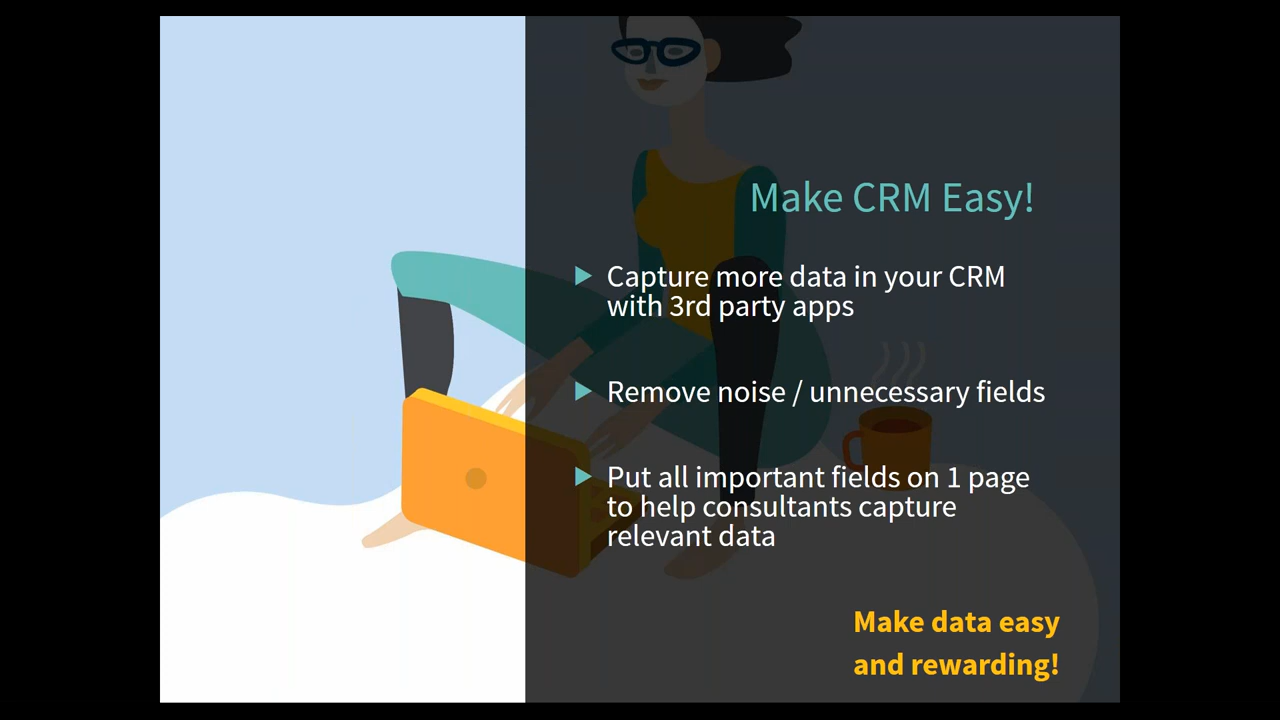 Make CRM Easy!
Capture more data in your CRM
with 3rd party apps
Remove noise / unnecessary fields
Put all important fields on 1 page
to help consultants capture
relevant data
Make data easy
and rewarding!